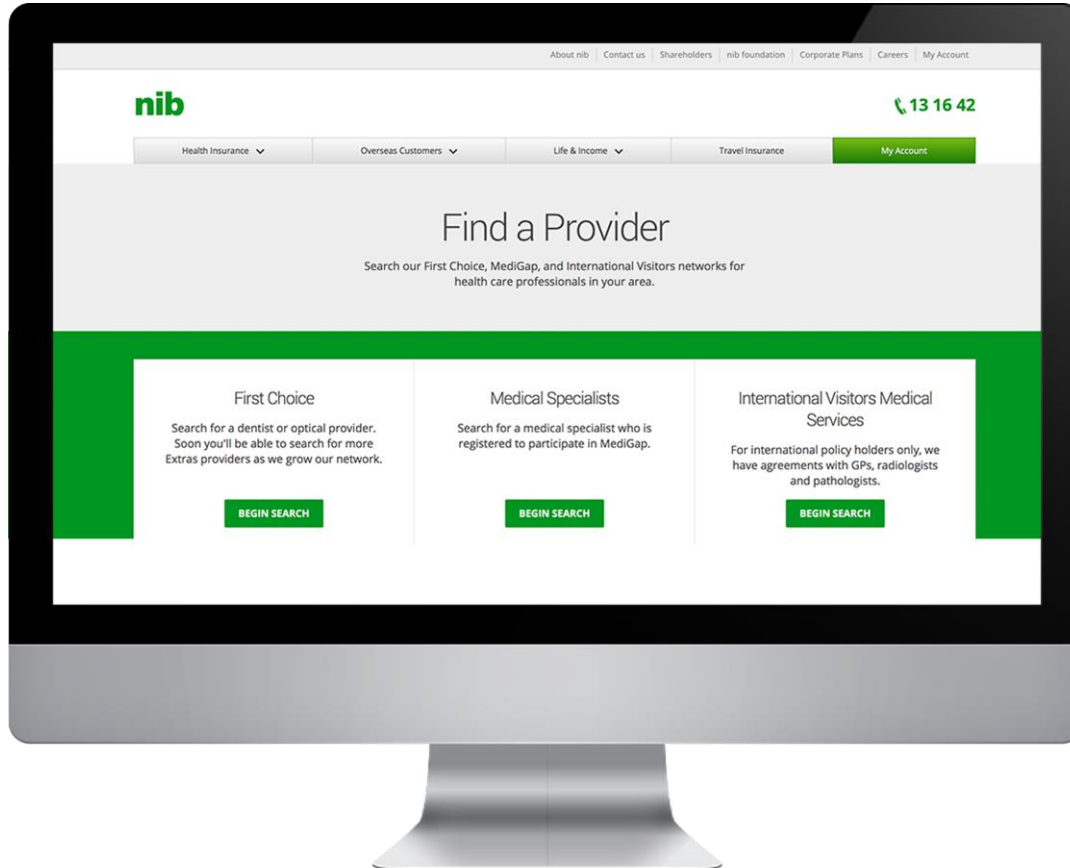 About nib Contact us Shareholders nib foundation Corporate Plans Careers My Account
nib
13 16 42
Health Insurance Overseas Customers Life & Income Travel Insurance My Account
Find a Provider
Search our First Choice, MediGap, and International Visitors networks for
health care professionals in your area.
First Choice
Search for a dentist or optical provider.
Soon you'll be able to search for more
Extras providers as we grow our network.
BEGIN SEARCH
Medical Specialists
Search for a medical specialist who is
registered to participate in MediGap.
BEGIN SEARCH
International Visitors Medical
Services
For international policy holders only, we
have agreements with GPs, radiologists
and pathologists.
BEGIN SEARCH